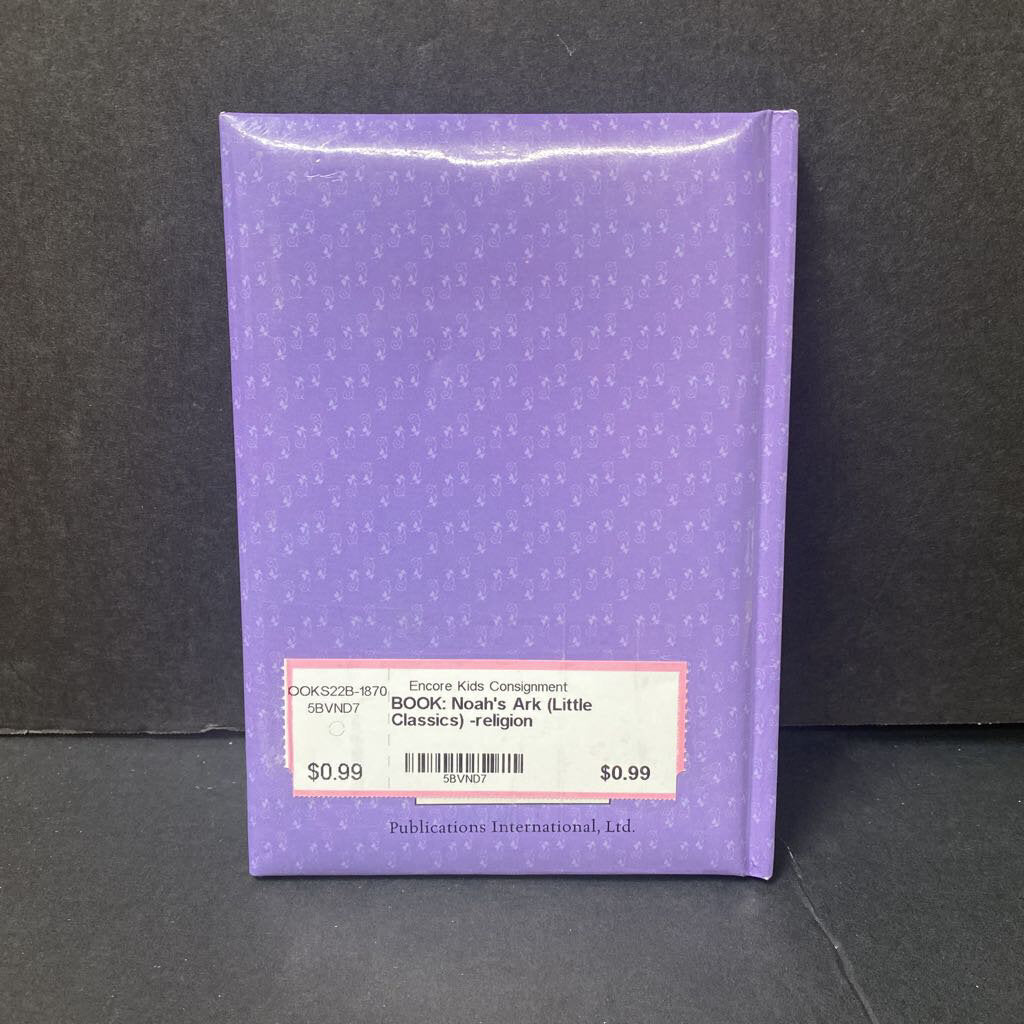 OOKS22B-1870
5BVND7
$0.99
Encore Kids Consignment
BOOK: Noah's Ark (Little
Classics) -religion
5BVND7
$0.99
Publications International, Ltd.